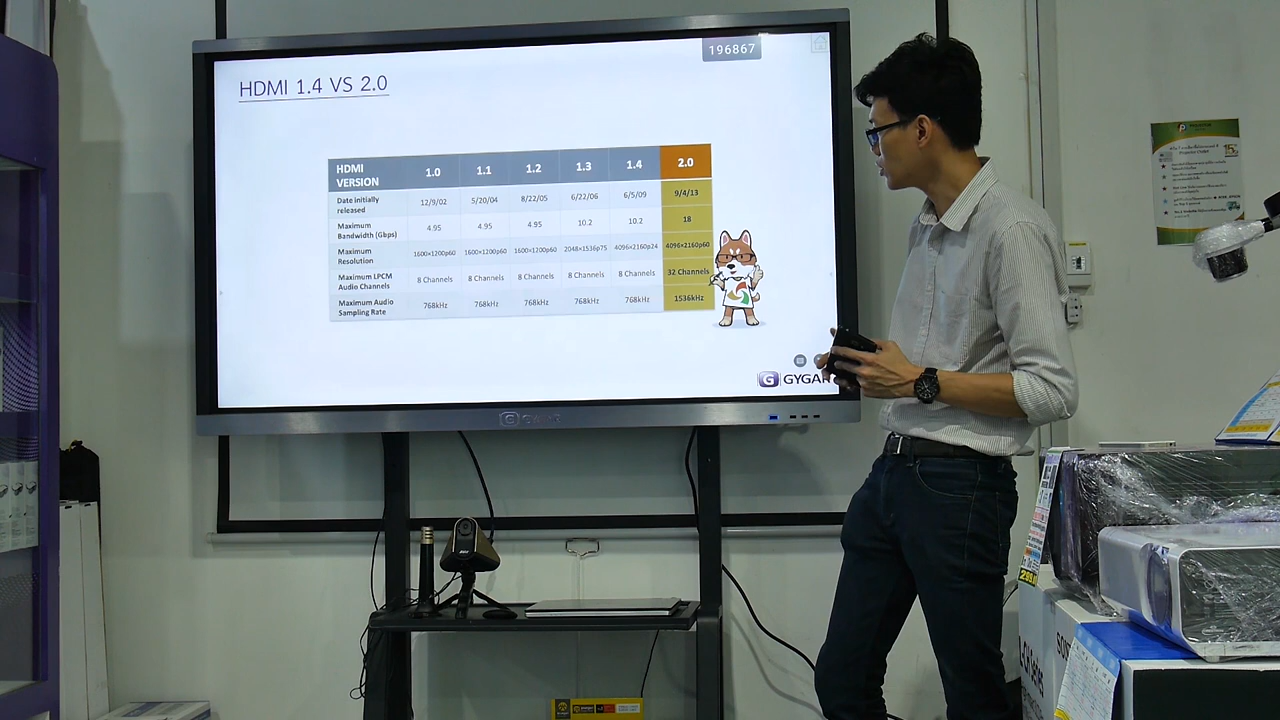 196867
HDMI 1.4 VS 2.0
HDMI VERSION 1.0 1.1 1.2 1.3 1.4 2.0
Date initially released 12/9/02 5/20/04 8/22/05 6/22/06 6/5/09 9/4/13
Maximum Bandwidth (Gbps) 4.95 4.95 4.95 10.2 10.2 18
Maximum Resolution 1600×1200p60 1600×1200p60 1600×1200p60 2048×1536p75 4096×2160p24 4096×2160p60
Maximum LPCM Audio Channels 8 Channels 8 Channels 8 Channels 8 Channels 8 Channels 32 Channels
Maximum Audio Sampling Rate 768kHz 768kHz 768kHz 768kHz 768kHz 1536kHz
G GYGAR